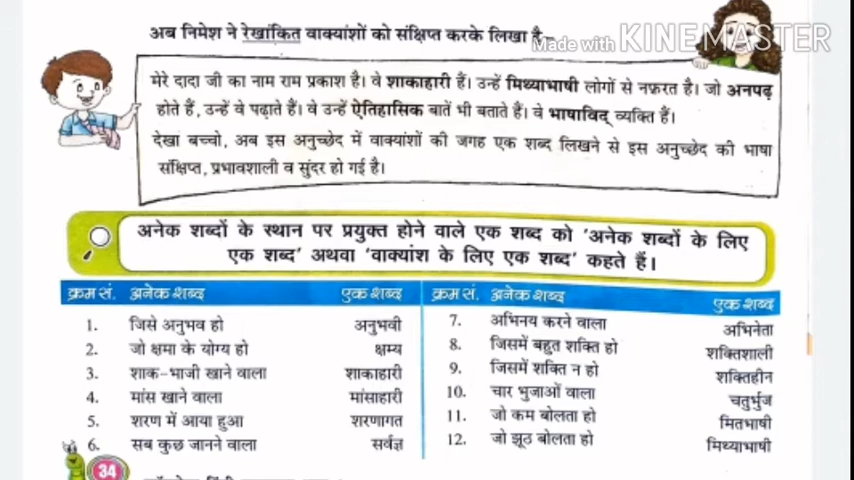 अब निमेश ने रेखांकित वाक्यांशों को संक्षिप्त करके लिखा है–
Made with KINEMASTER
मेरे दादा जी का नाम राम प्रकाश है। वे शाकाहारी हैं। उन्हें मिथ्याभाषी लोगों से नफ़रत है। जो अनपढ़
होते हैं, उन्हें वे पढ़ाते हैं। वे उन्हें ऐतिहासिक बातें भी बताते हैं। वे भाषाविद् व्यक्ति हैं।
देखा बच्चो, अब इस अनुच्छेद में वाक्यांशों की जगह एक शब्द लिखने से इस अनुच्छेद की भाषा
संक्षिप्त, प्रभावशाली व सुंदर हो गई है।
अनेक शब्दों के स्थान पर प्रयुक्त होने वाले एक शब्द को 'अनेक शब्दों के लिए
एक शब्द' अथवा 'वाक्यांश के लिए एक शब्द' कहते हैं।
क्रम सं. अनेक शब्द एक शब्द
1. जिसे अनुभव हो अनुभवी
2. जो क्षमा के योग्य हो क्षम्य
3. शाक-भाजी खाने वाला शाकाहारी
4. मांस खाने वाला मांसाहारी
5. शरण में आया हुआ शरणागत
6. सब कुछ जानने वाला सर्वज्ञ
क्रम सं. अनेक शब्द एक शब्द
7. अभिनय करने वाला अभिनेता
8. जिसमें बहुत शक्ति हो शक्तिशाली
9. जिसमें शक्ति न हो शक्तिहीन
10. चार भुजाओं वाला चतुर्भुज
11. जो कम बोलता हो मितभाषी
12. जो झूठ बोलता हो मिथ्याभाषी
34